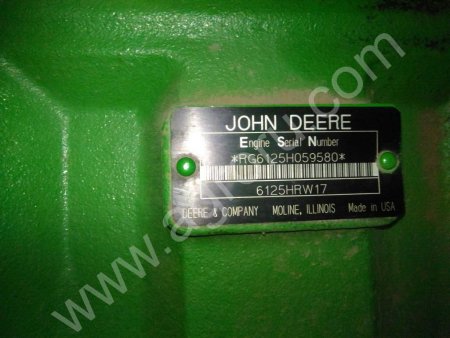 JOHN DEERE
Engine Serial Number
*RG6125H059580*
6125HRW17
DEERE & COMPANY MOLINE, ILLINOIS Made in USA